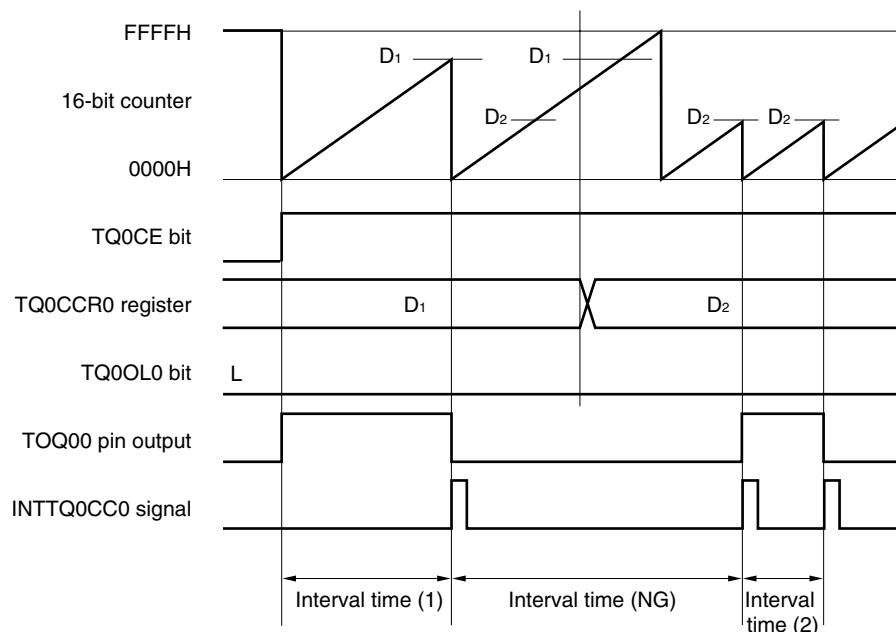 FFFFH
D1
D1
16-bit counter
D2
D2
D2
0000H
TQ0CE bit
TQ0CCR0 register
D1
D2
TQ0OL0 bit
L
TOQ00 pin output
INTTQ0CC0 signal
Interval time (1)
Interval time (NG)
Interval
time (2)